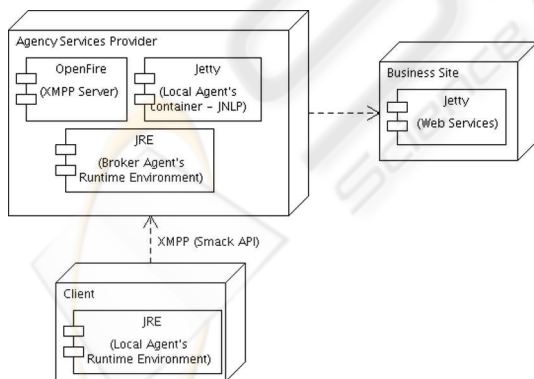 Agency Services Provider
OpenFire
(XMPP Server)
Jetty
(Local Agent's
Container - JNLP)
JRE
(Broker Agent's
Runtime Environment)
Business Site
Jetty
(Web Services)
XMPP (Smack API)
Client
JRE
(Local Agent's
Runtime Environment)